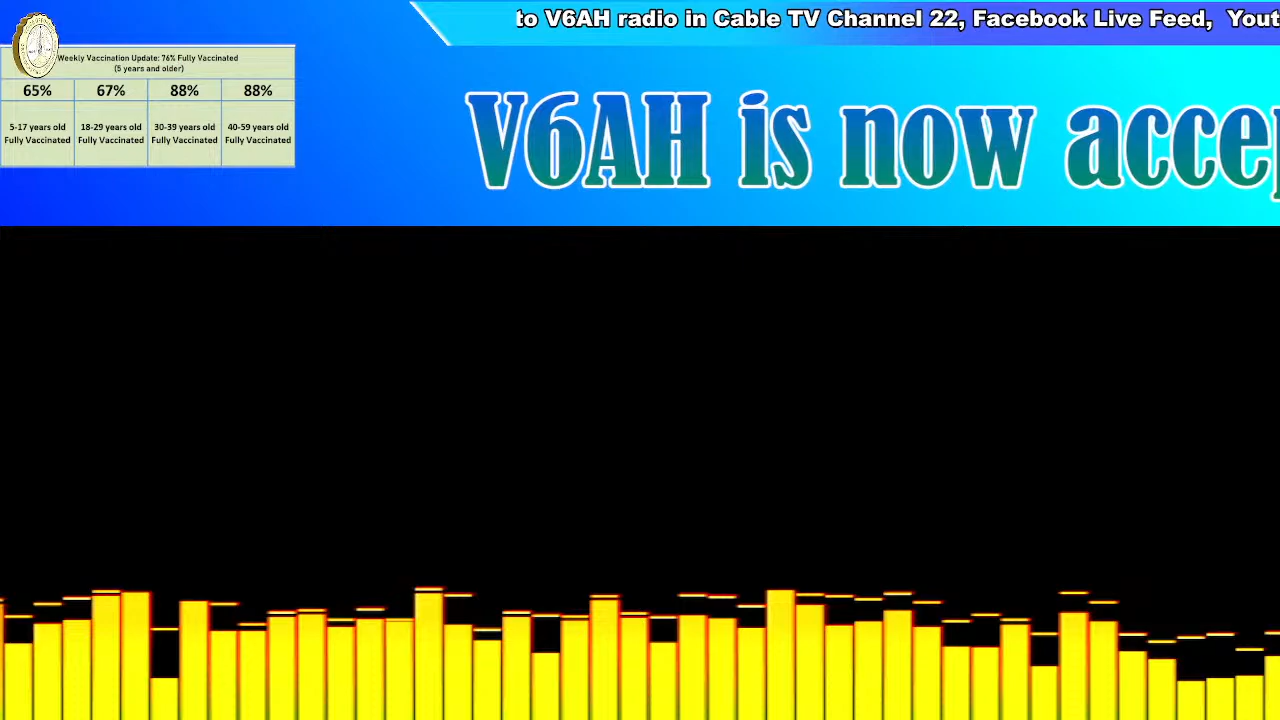 to V6AH radio in Cable TV Channel 22, Facebook Live Feed, Yout
Weekly Vaccination Update: 76% Fully Vaccinated
(5 years and older)
65% 67% 88% 88%
5-17 years old 18-29 years old 30-39 years old 40-59 years old
Fully Vaccinated Fully Vaccinated Fully Vaccinated Fully Vaccinated
V6AH is now accep